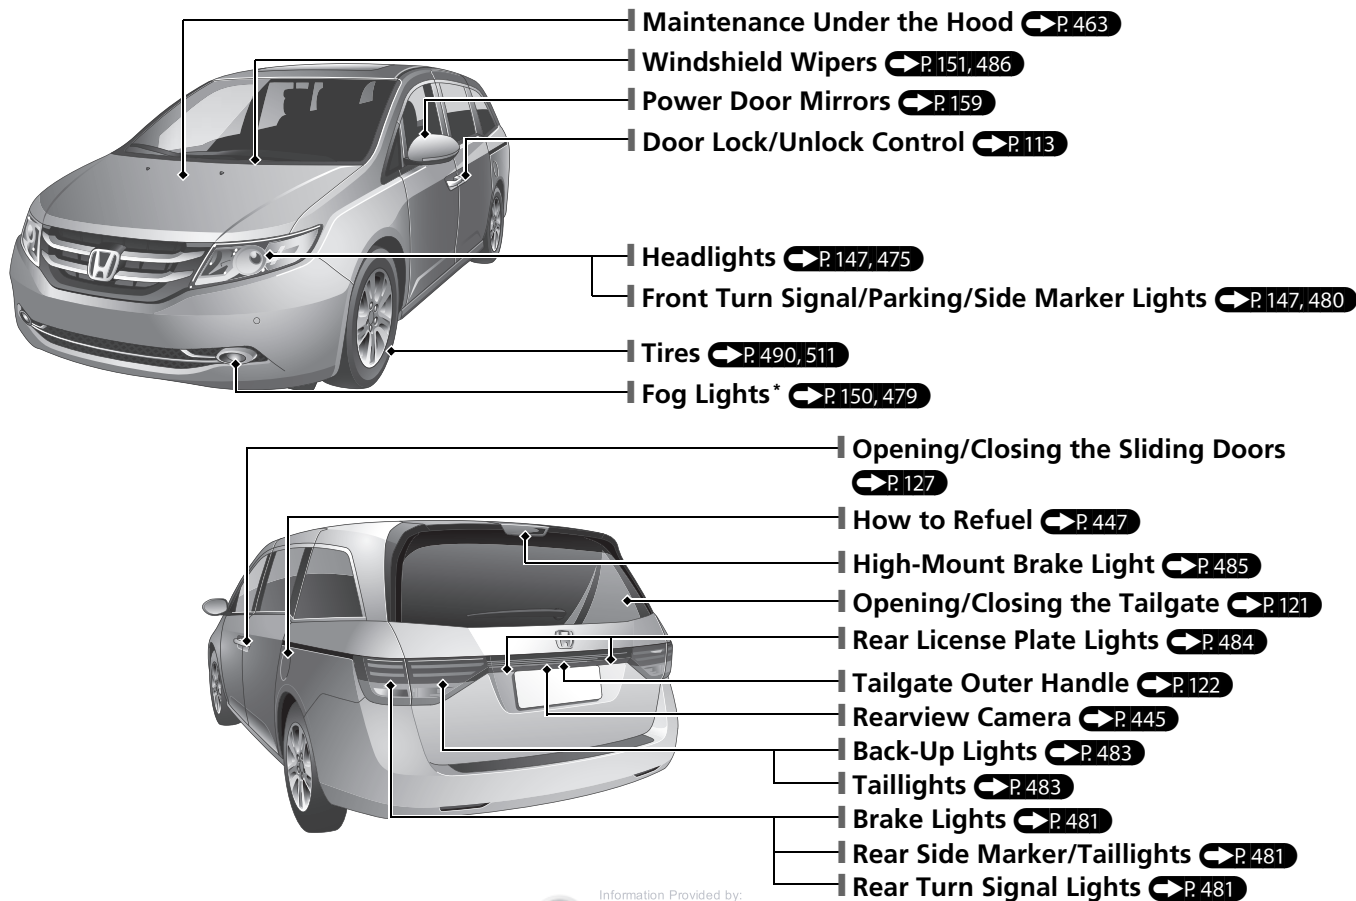 Maintenance Under the Hood P. 463
Windshield Wipers P. 151, 486
Power Door Mirrors P. 159
Door Lock/Unlock Control P. 113
Headlights P. 147, 475
Front Turn Signal/Parking/Side Marker Lights P. 147, 480
Tires P. 490, 511
Fog Lights* P. 150, 479
Opening/Closing the Sliding Doors
P. 127
How to Refuel P. 447
High-Mount Brake Light P. 485
Opening/Closing the Tailgate P. 121
Rear License Plate Lights P. 484
Tailgate Outer Handle P. 122
Rearview Camera P. 445
Back-Up Lights P. 483
Taillights P. 483
Brake Lights P. 481
Rear Side Marker/Taillights P. 481
Rear Turn Signal Lights P. 481
Information Provided by: